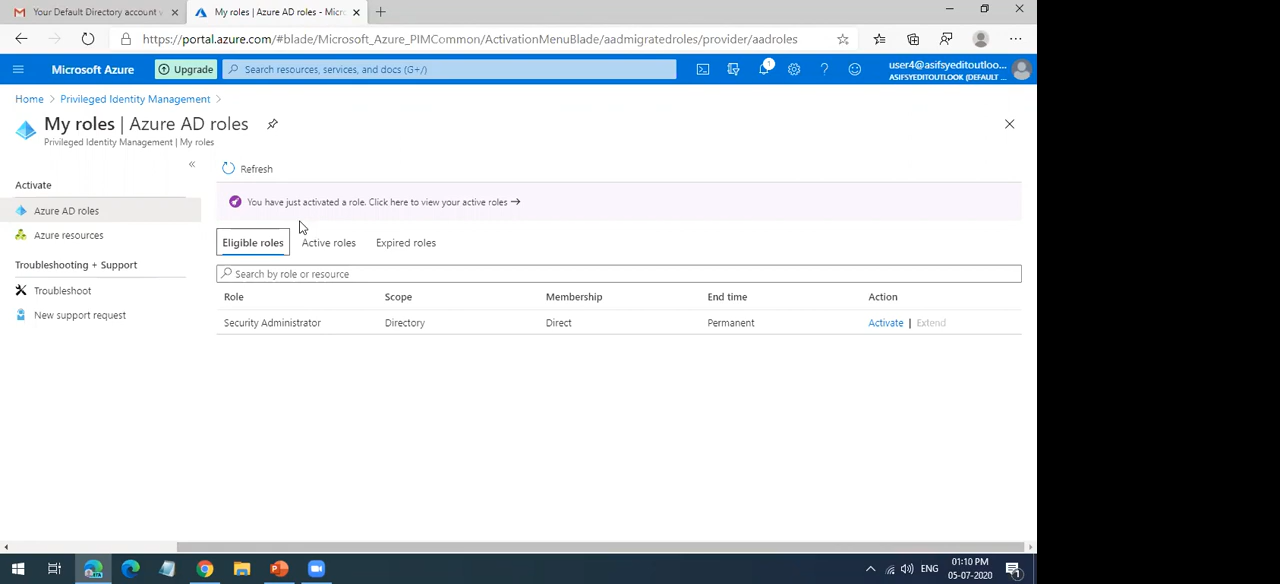 Your Default Directory account v
My roles | Azure AD roles - Micro
https://portal.azure.com/#blade/Microsoft_Azure_PIMCommon/ActivationMenuBlade/aadmigratedroles/provider/aadroles
Microsoft Azure
Upgrade
Search resources, services, and docs (G+/)
1
user4@asifsyeditoutloo...
ASIFSYEDITOUTLOOK (DEFAULT ...
Home > Privileged Identity Management >
My roles | Azure AD roles
Privileged Identity Management | My roles
Refresh
Activate
You have just activated a role. Click here to view your active roles →
Azure AD roles
Azure resources
Eligible roles Active roles Expired roles
Troubleshooting + Support
Search by role or resource
Troubleshoot
Role Scope Membership End time Action
New support request
Security Administrator Directory Direct Permanent Activate | Extend
ENG
01:10 PM
05-07-2020
1